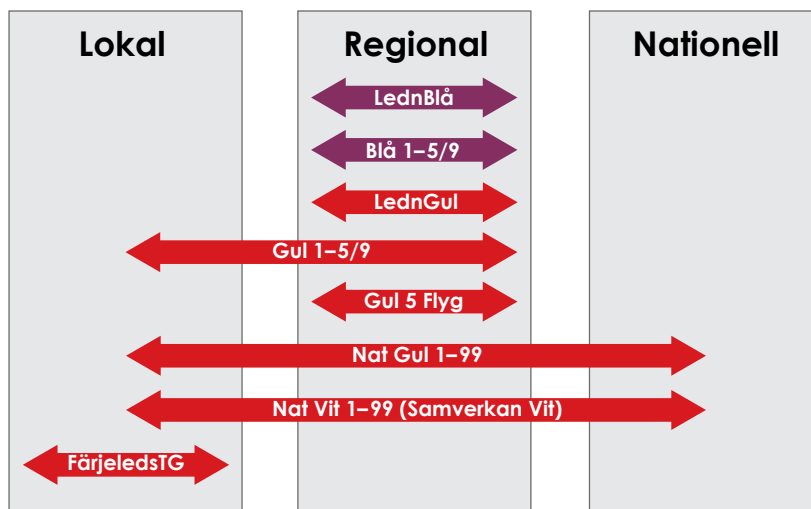 Lokal
Regional
Nationell
LednBlå
Blå 1–5/9
LednGul
Gul 1–5/9
Gul 5 Flyg
Nat Gul 1–99
Nat Vit 1–99 (Samverkan Vit)
FärjeledsTG